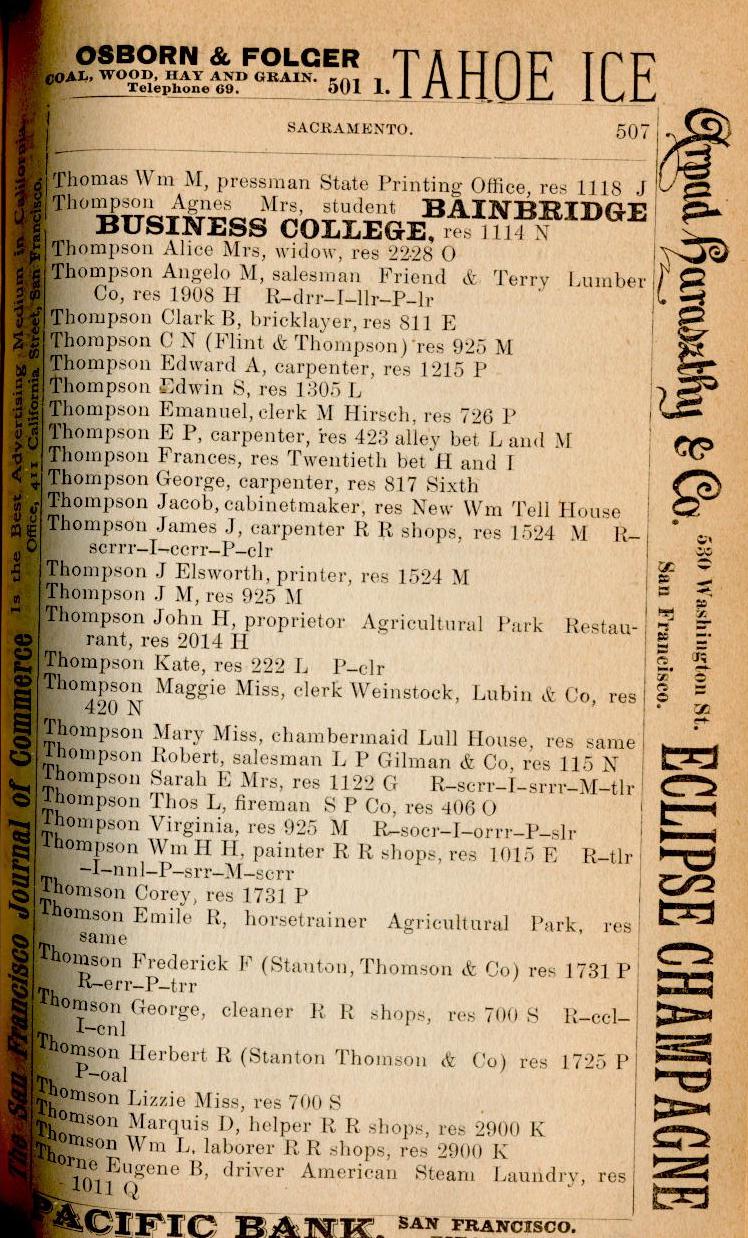 OSBORN & FOLGER
COAL, WOOD, HAY AND GRAIN.
Telephone 69.
501 I.
TAHOE ICE
SACRAMENTO.
507
Thomas Wm M, pressman State Printing Office, res 1118 J
Thompson Agnes Mrs, student BAINBRIDGE
BUSINESS COLLEGE, res 1114 N
Thompson Alice Mrs, widow, res 2228 O
Thompson Angelo M, salesman Friend & Terry Lumber
Co, res 1908 H R-drr-I-llr-P-lr
Thompson Clark B, bricklayer, res 811 E
Thompson C N (Flint & Thompson) res 925 M
Thompson Edward A, carpenter, res 1215 P
Thompson Edwin S, res 1305 L
Thompson Emanuel, clerk M Hirsch, res 726 P
Thompson E P, carpenter, res 423 alley bet L and M
Thompson Frances, res Twentieth bet H and I
Thompson George, carpenter, res 817 Sixth
Thompson Jacob, cabinetmaker, res New Wm Tell House
Thompson James J, carpenter R R shops, res 1524 M R-
scrrr-I-ccrr-P-clr
Thompson J Elsworth, printer, res 1524 M
Thompson J M, res 925 M
Thompson John H, proprietor Agricultural Park Restau-
rant, res 2014 H
Thompson Kate, res 222 L P-clr
Thompson Maggie Miss, clerk Weinstock, Lubin & Co, res
420 N
Thompson Mary Miss, chambermaid Lull House, res same
Thompson Robert, salesman L P Gilman & Co, res 115 N
Thompson Sarah E Mrs, res 1122 G R-scrr-I-srrr-M-tlr
Thompson Thos L, fireman S P Co, res 406 O
Thompson Virginia, res 925 M R-socr-I-orrr-P-slr
Thompson Wm H H, painter R R shops, res 1015 E R-tlr
-I-nnl-P-srr-M-scrr
Thomson Corey, res 1731 P
Thomson Emile R, horsetrainer Agricultural Park, res
same
Thomson Frederick F (Stanton, Thomson & Co) res 1731 P
R-err-P-trr
Thomson George, cleaner R R shops, res 700 S R-ccl-
I-cnl
Thomson Herbert R (Stanton Thomson & Co) res 1725 P
P-oal
Thomson Lizzie Miss, res 700 S
Thomson Marquis D, helper R R shops, res 2900 K
Thomson Wm L, laborer R R shops, res 2900 K
Thorne Eugene B, driver American Steam Laundry, res
1011 Q
PACIFIC BANK, SAN FRANCISCO.
The San Francisco Journal of Commerce Is the Best Advertising Medium in California.
Office, 411 California Street, San Francisco.
Arpad Haraszthy & Co. 530 Washington St.
San Francisco.
ECLIPSE CHAMPAGNE